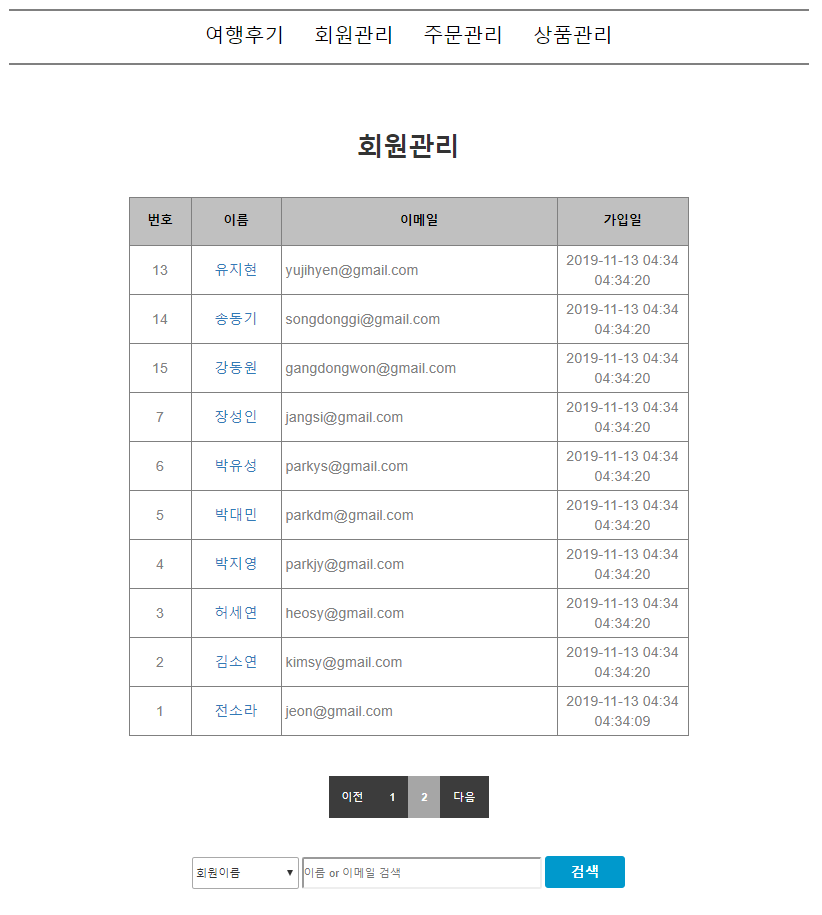 여행후기 회원관리 주문관리 상품관리
회원관리
번호 이름 이메일 가입일
13 유지현 yujihyen@gmail.com 2019-11-13 04:34
04:34:20
14 송동기 songdonggi@gmail.com 2019-11-13 04:34
04:34:20
15 강동원 gangdongwon@gmail.com 2019-11-13 04:34
04:34:20
7 장성인 jangsi@gmail.com 2019-11-13 04:34
04:34:20
6 박유성 parkys@gmail.com 2019-11-13 04:34
04:34:20
5 박대민 parkdm@gmail.com 2019-11-13 04:34
04:34:20
4 박지영 parkjy@gmail.com 2019-11-13 04:34
04:34:20
3 허세연 heosy@gmail.com 2019-11-13 04:34
04:34:20
2 김소연 kimsy@gmail.com 2019-11-13 04:34
04:34:20
1 전소라 jeon@gmail.com 2019-11-13 04:34
04:34:09
이전 1 2 다음
회원이름 이름 or 이메일 검색 검색